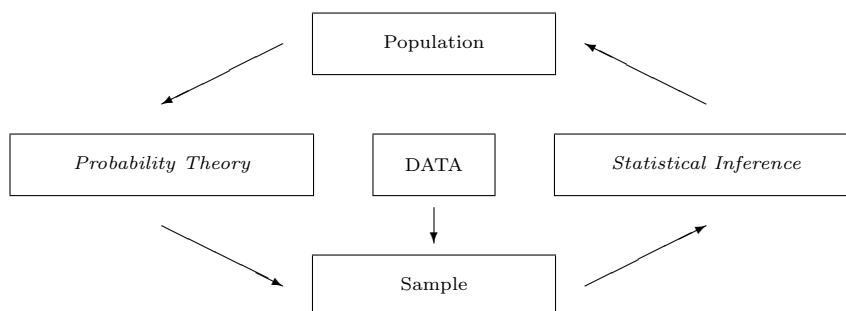 Population
Probability Theory
DATA
Statistical Inference
Sample